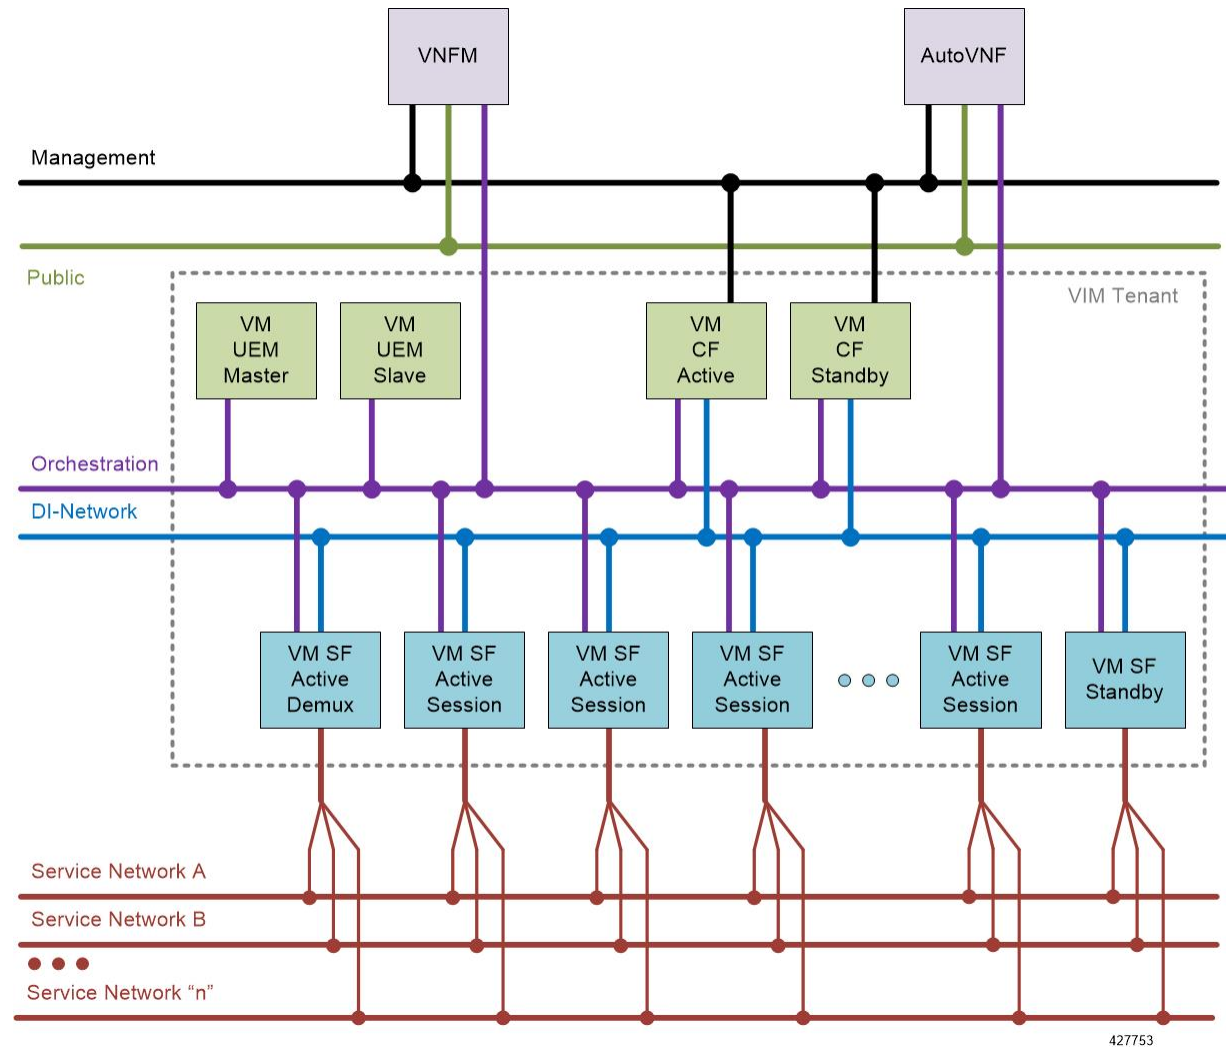 VNFM
AutoVNF
Management
Public
VIM Tenant
VM
UEM
Master
VM
UEM
Slave
VM
CF
Active
VM
CF
Standby
Orchestration
DI-Network
VM SF
Active
Demux
VM SF
Active
Session
VM SF
Active
Session
VM SF
Active
Session
VM SF
Active
Session
VM SF
Standby
Service Network A
Service Network B
Service Network “n”
427753